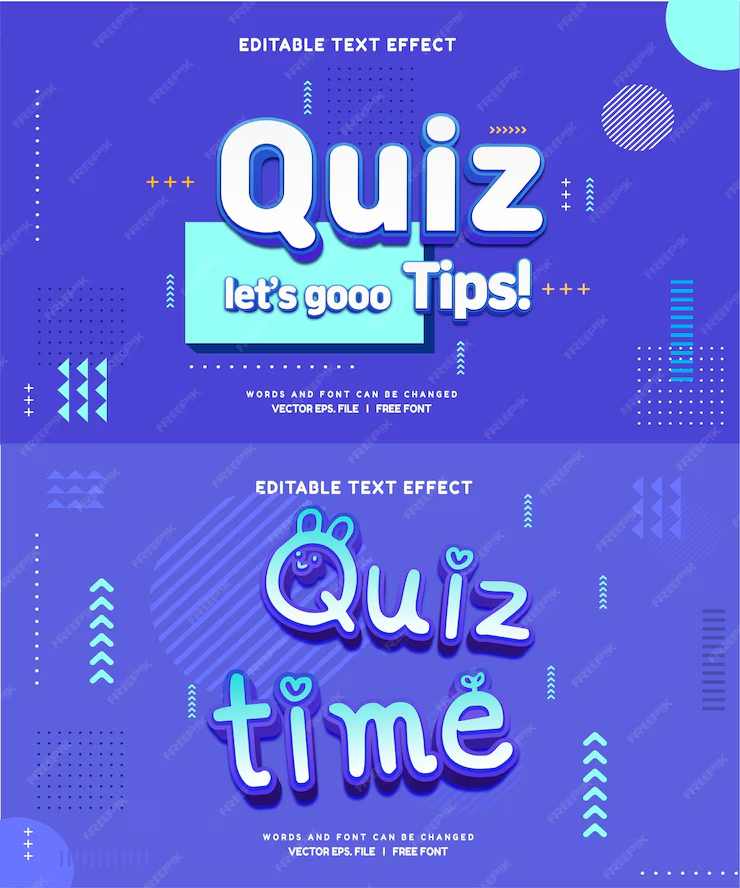 EDITABLE TEXT EFFECT
Quiz
let's gooo Tips!
WORDS AND FONT CAN BE CHANGED
VECTOR EPS. FILE I FREE FONT
EDITABLE TEXT EFFECT
Quiz
time
WORDS AND FONT CAN BE CHANGED
VECTOR EPS. FILE I FREE FONT
FREEPIK